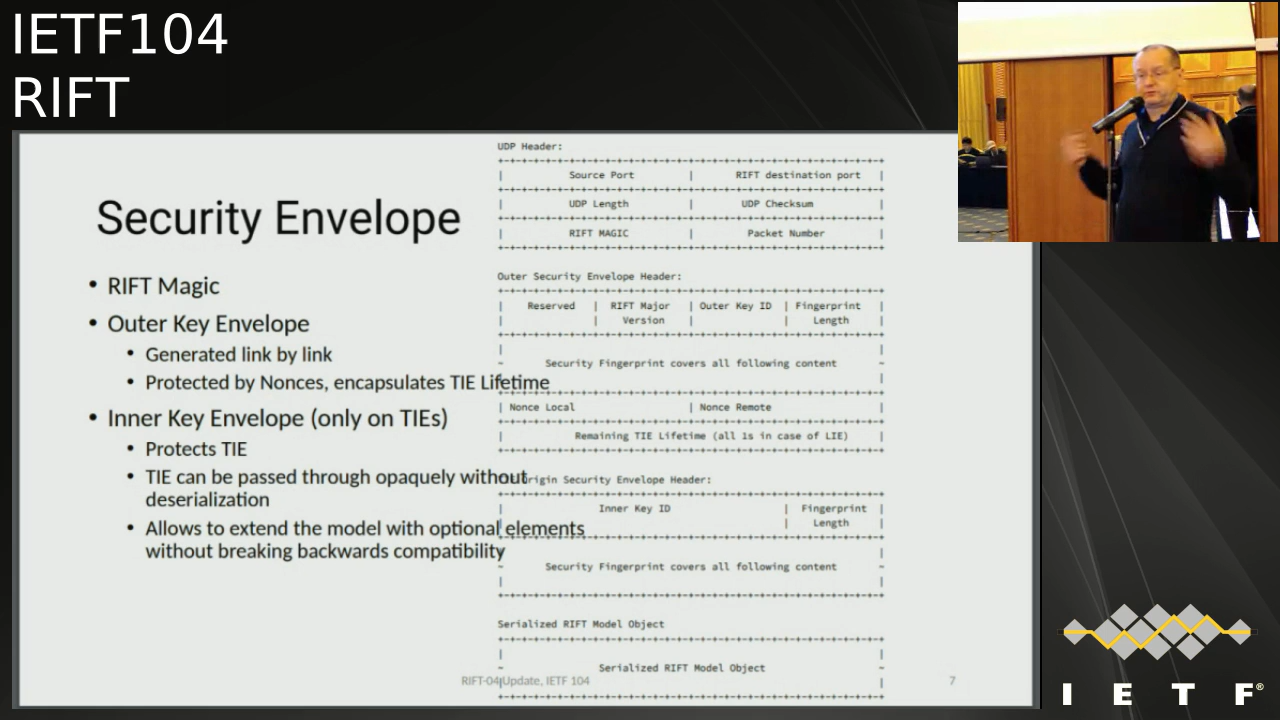 IETF104
RIFT
Security Envelope
• RIFT Magic
• Outer Key Envelope
• Generated link by link
• Protected by Nonces, encapsulates TIE Lifetime
• Inner Key Envelope (only on TIEs)
• Protects TIE
• TIE can be passed through opaquely without
deserialization
• Allows to extend the model with optional elements
without breaking backwards compatibility
UDP Header:
Source Port | RIFT destination port
UDP Length | UDP Checksum
RIFT MAGIC | Packet Number
Outer Security Envelope Header:
Reserved | RIFT Major | Outer Key ID | Fingerprint
Version | | Length
Security Fingerprint covers all following content
Nonce Local | Nonce Remote
Remaining TIE Lifetime (all 1s in case of LIE)
Origin Security Envelope Header:
Inner Key ID | Fingerprint
| Length
Security Fingerprint covers all following content
Serialized RIFT Model Object
Serialized RIFT Model Object
RIFT-04 Update, IETF 104
7
IETF®